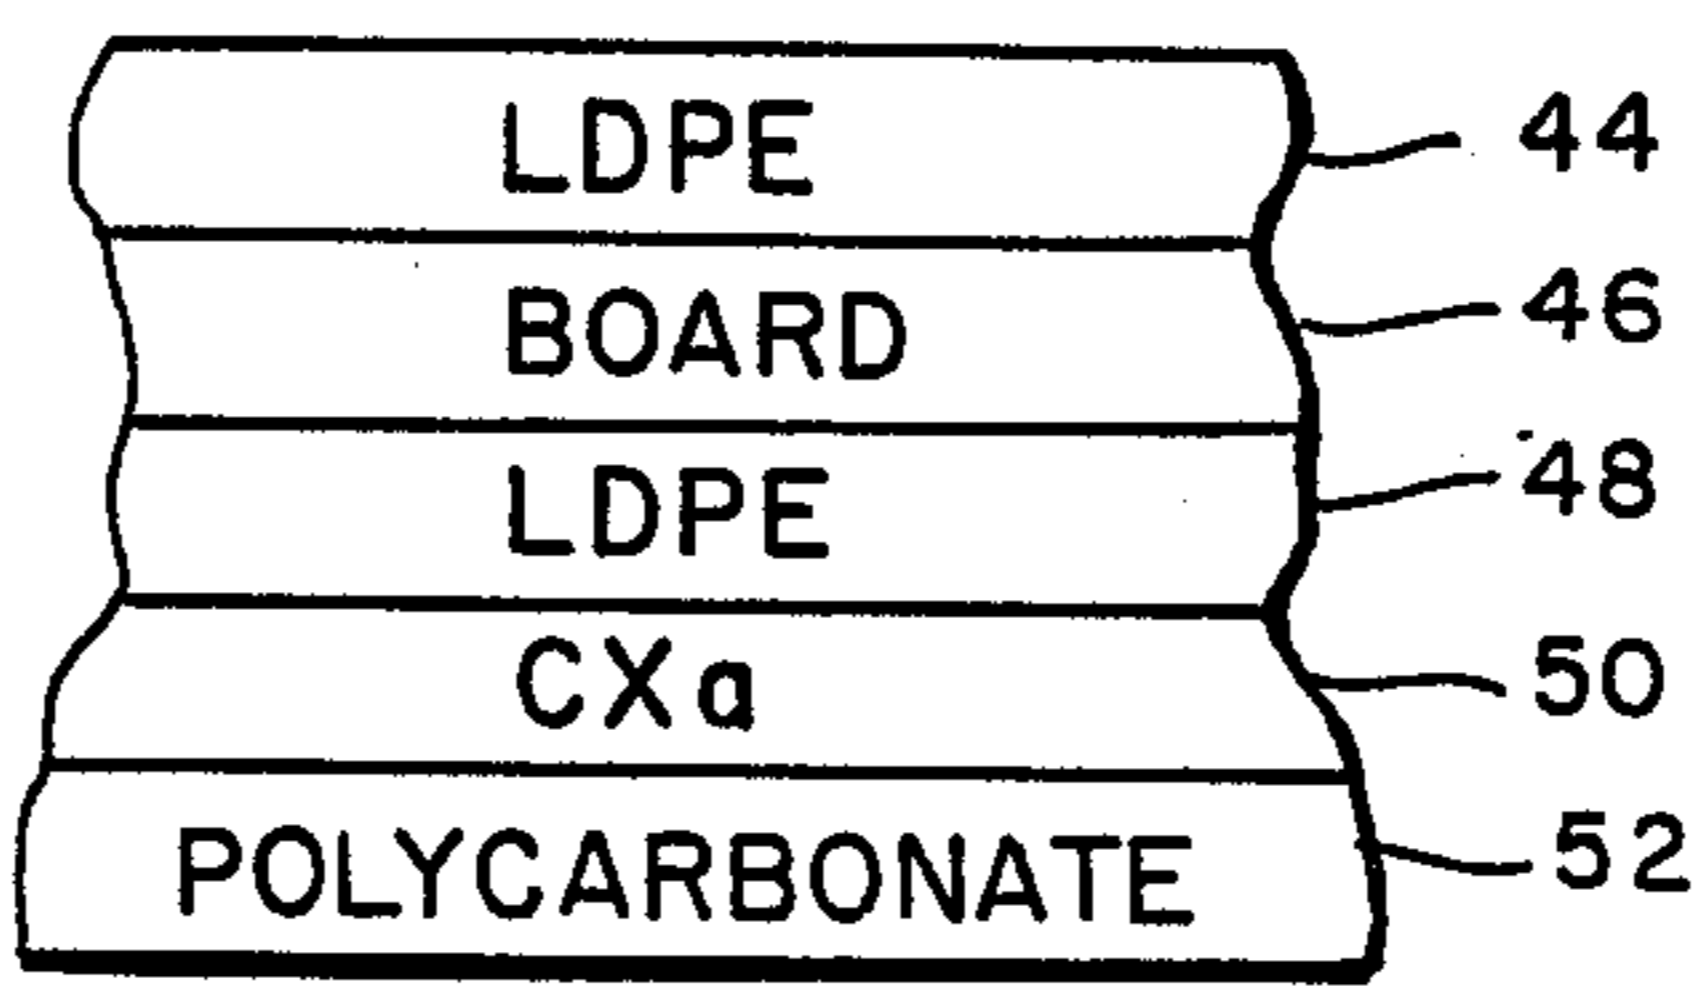 LDPE 44
BOARD 46
LDPE 48
CXa 50
POLYCARBONATE 52